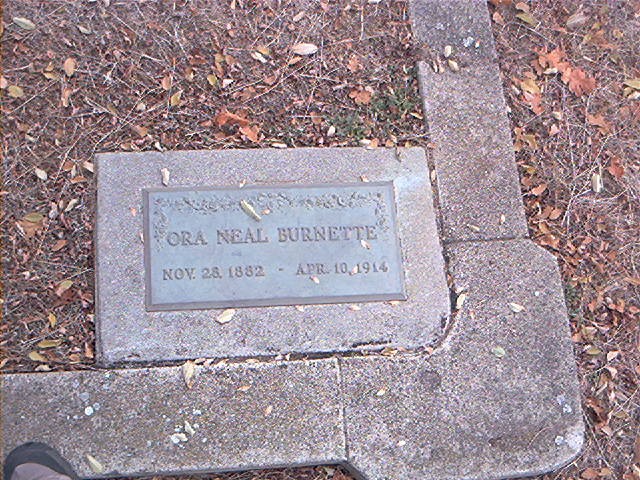 ORA NEAL BURNETTE
NOV. 28, 1882 - APR. 10, 1914